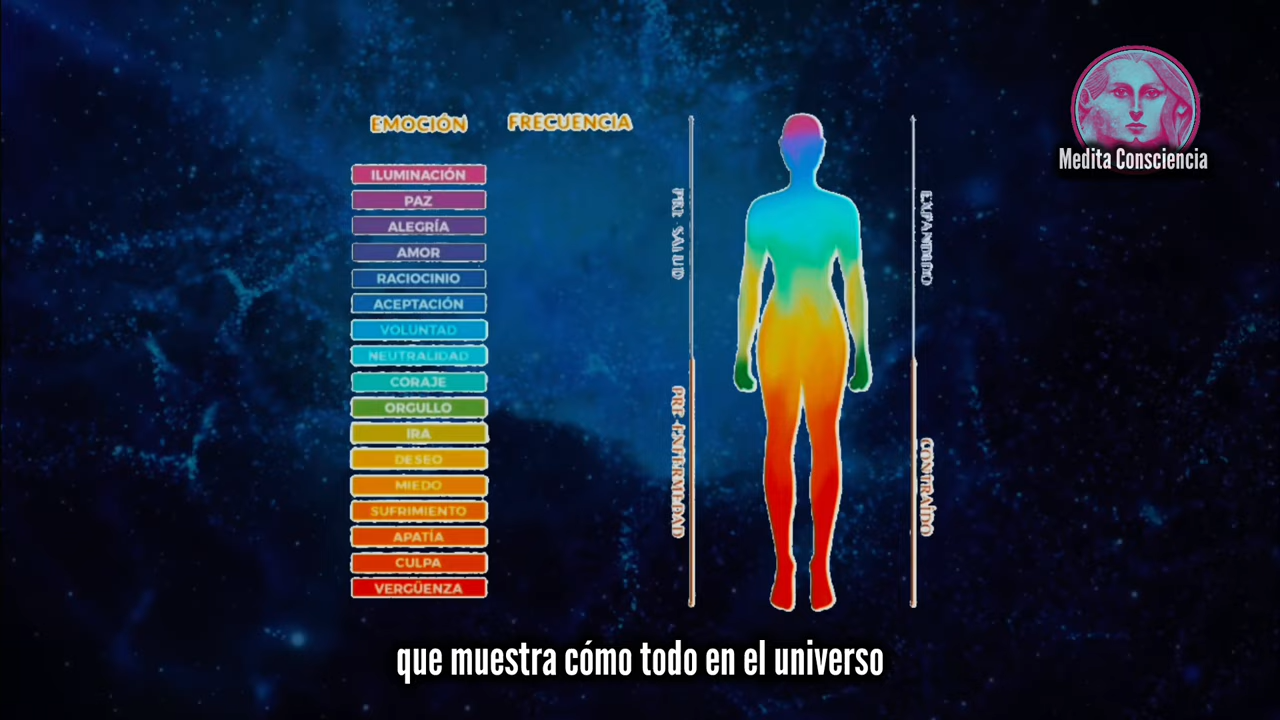 EMOCIÓN
FRECUENCIA
ILUMINACIÓN
PAZ
ALEGRÍA
AMOR
RACIOCINIO
ACEPTACIÓN
VOLUNTAD
NEUTRALIDAD
CORAJE
ORGULLO
IRA
DESEO
MIEDO
SUFRIMIENTO
APATÍA
CULPA
VERGÜENZA
PRE SALUD
PRE-ENFERMEDAD
EXPANDIDO
CONTRAÍDO
Medita Consciencia
que muestra cómo todo en el universo